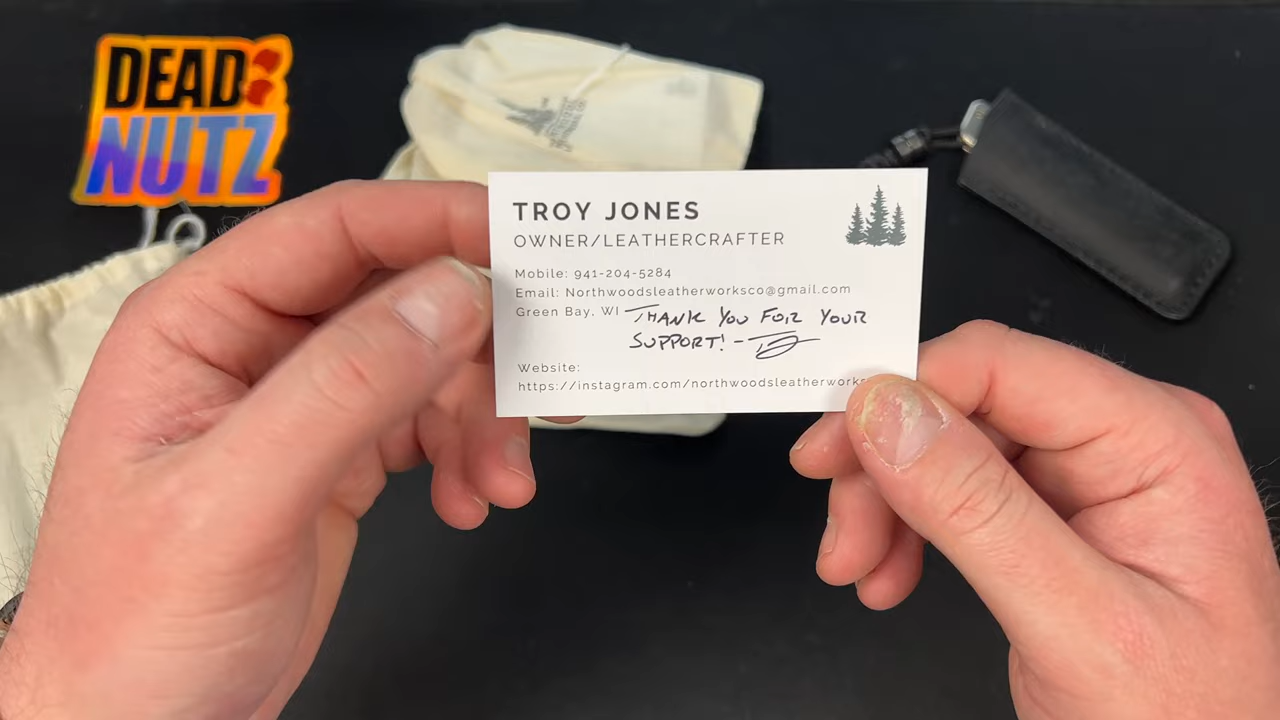 DEAD
NUTZ
TROY JONES
OWNER/LEATHERCRAFTER
Mobile: 941-204-5284
Email: Northwoodsleatherworksco@gmail.com
Green Bay, WI
THANK YOU FOR YOUR
SUPPORT!
Website:
https://instagram.com/northwoodsleatherworks